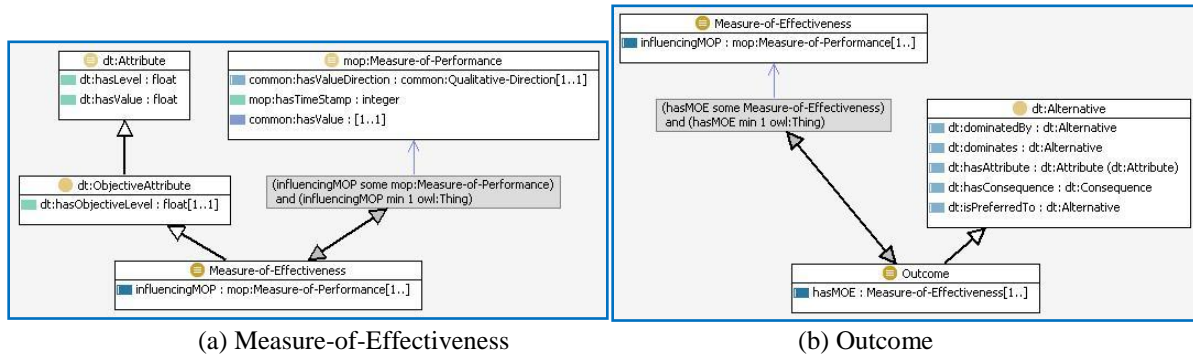 dt:Attribute
dt:hasLevel : float
dt:hasValue : float
mop:Measure-of-Performance
common:hasValueDirection : common:Qualitative-Direction[1..1]
mop:hasTimeStamp : integer
common:hasValue : [1..1]
dt:ObjectiveAttribute
dt:hasObjectiveLevel : float[1..1]
(influencingMOP some mop:Measure-of-Performance)
and (influencingMOP min 1 owl:Thing)
Measure-of-Effectiveness
influencingMOP : mop:Measure-of-Performance[1..]
(a) Measure-of-Effectiveness
Measure-of-Effectiveness
influencingMOP : mop:Measure-of-Performance[1..]
(hasMOE some Measure-of-Effectiveness)
and (hasMOE min 1 owl:Thing)
dt:Alternative
dt:dominatedBy : dt:Alternative
dt:dominates : dt:Alternative
dt:hasAttribute : dt:Attribute (dt:Attribute)
dt:hasConsequence : dt:Consequence
dt:isPreferredTo : dt:Alternative
Outcome
hasMOE : Measure-of-Effectiveness[1..]
(b) Outcome